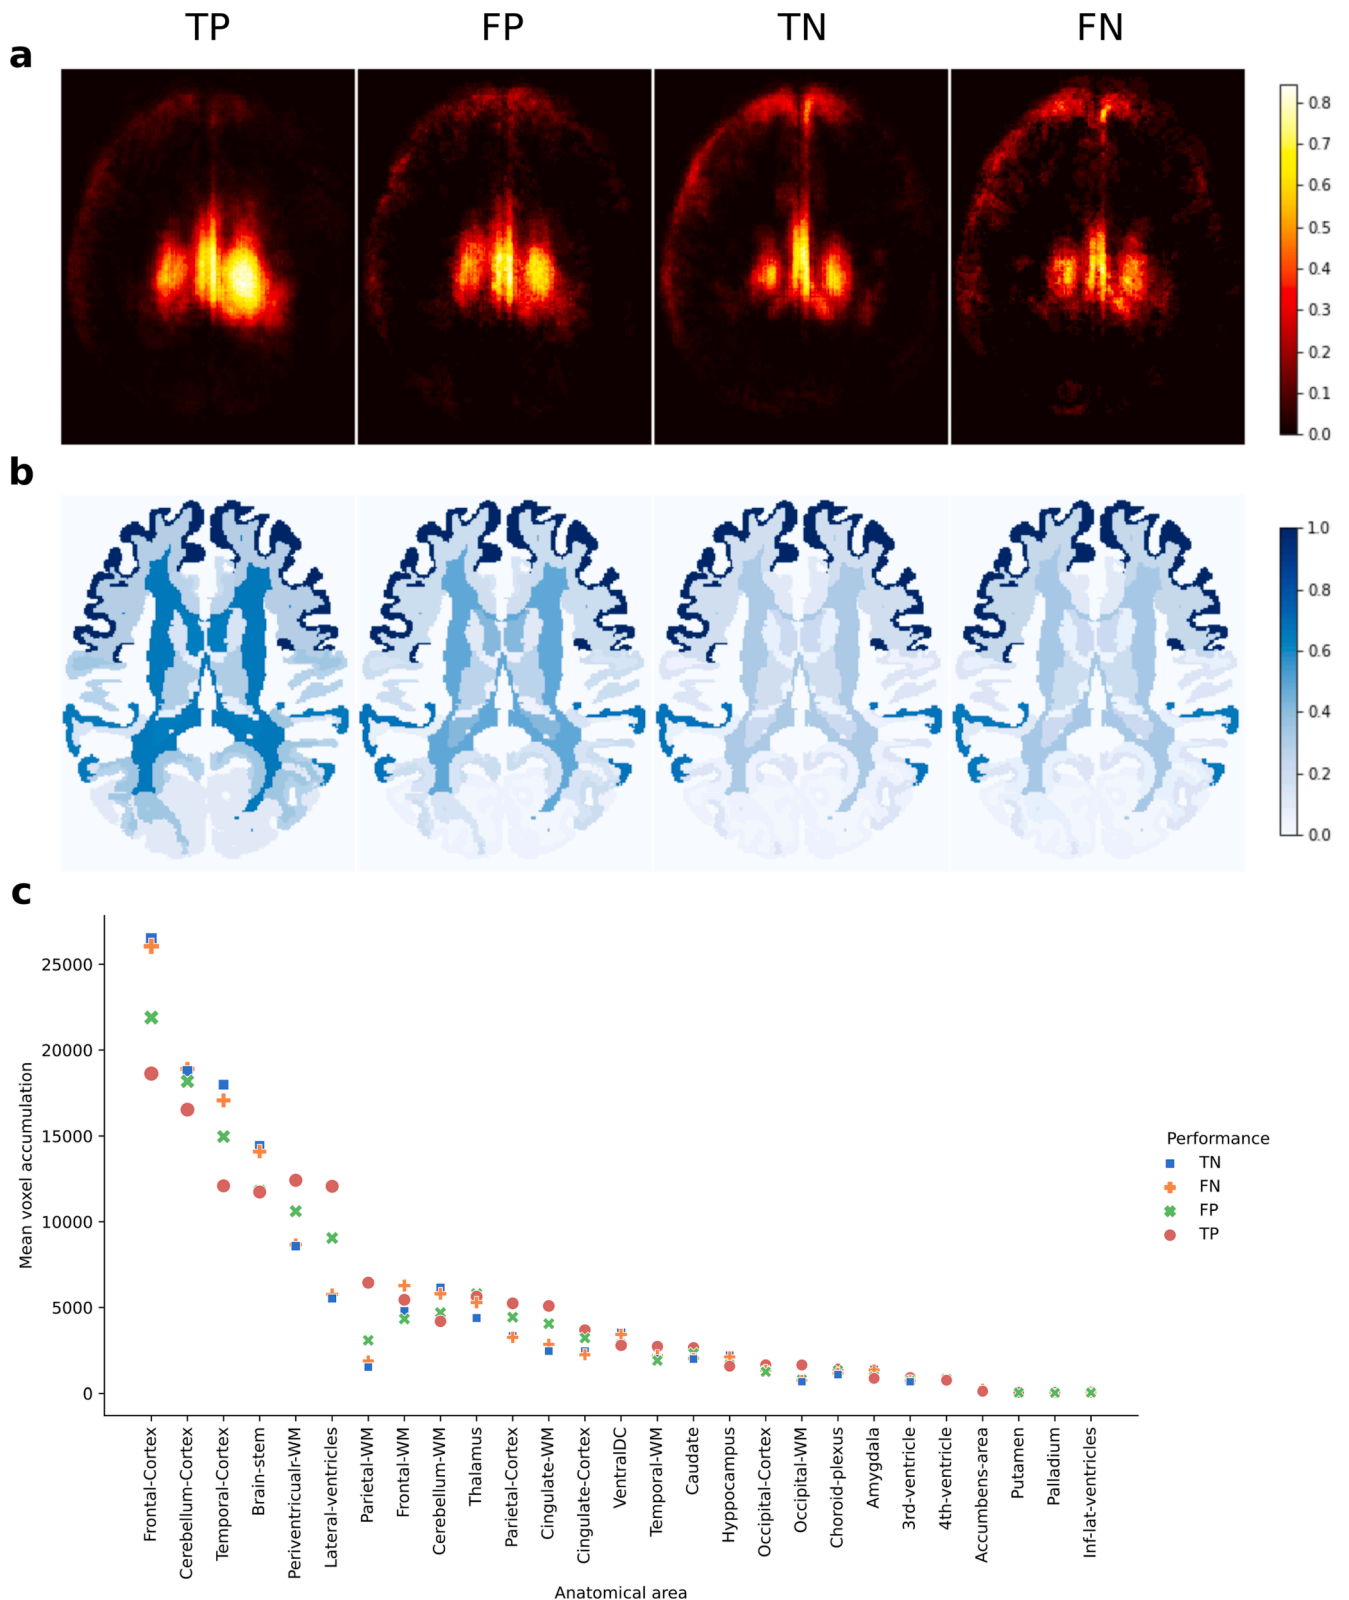 TP FP TN FN
a
0.8
0.7
0.6
0.5
0.4
0.3
0.2
0.1
0.0
b
1.0
0.8
0.6
0.4
0.2
0.0
c
Mean voxel accumulation
25000
20000
15000
10000
5000
0
Performance
TN
FN
FP
TP
Frontal-Cortex
Cerebellum-Cortex
Temporal-Cortex
Brain-stem
Periventricualr-WM
Lateral-ventricles
Parietal-WM
Frontal-WM
Cerebellum-WM
Thalamus
Parietal-Cortex
Cingulate-WM
Cingulate-Cortex
VentralDC
Temporal-WM
Caudate
Hyppocampus
Occipital-Cortex
Occipital-WM
Choroid-plexus
Amygdala
3rd-ventricle
4th-ventricle
Accumbens-area
Putamen
Palladium
Inf-lat-ventricles
Anatomical area